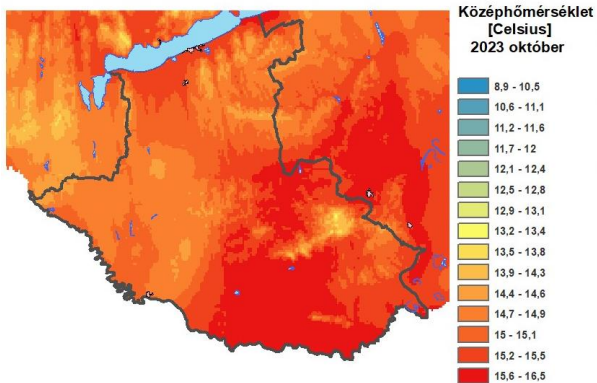 Középhőmérséklet
[Celsius]
2023 október
8,9 - 10,5
10,6 - 11,1
11,2 - 11,6
11,7 - 12
12,1 - 12,4
12,5 - 12,8
12,9 - 13,1
13,2 - 13,4
13,5 - 13,8
13,9 - 14,3
14,4 - 14,6
14,7 - 14,9
15 - 15,1
15,2 - 15,5
15,6 - 16,5